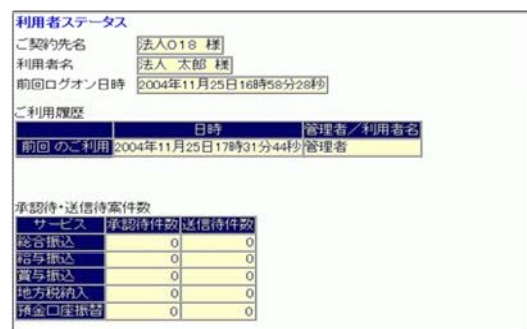 利用者ステータス
ご契約先名 法人018 様
利用者名 法人 太郎 様
前回ログオン日時 2004年11月25日16時58分28秒
ご利用履歴
日時 管理者／利用者名
前回 のご利用 2004年11月25日17時31分44秒 管理者
承認待・送信待案件数
サービス 承認待件数 送信待件数
総合振込 0 0
給与振込 0 0
賞与振込 0 0
地方税納入 0 0
預金口座振替 0 0